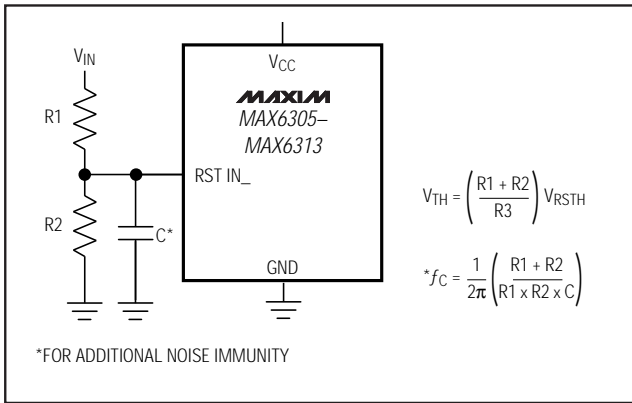 VIN
VCC
R1
MAXIM
MAX6305–
MAX6313
RST IN_
R2
C*
GND
VTH = (R1 + R2 / R3) VRSTH
*fC = 1 / 2π (R1 + R2 / R1 x R2 x C)
*FOR ADDITIONAL NOISE IMMUNITY